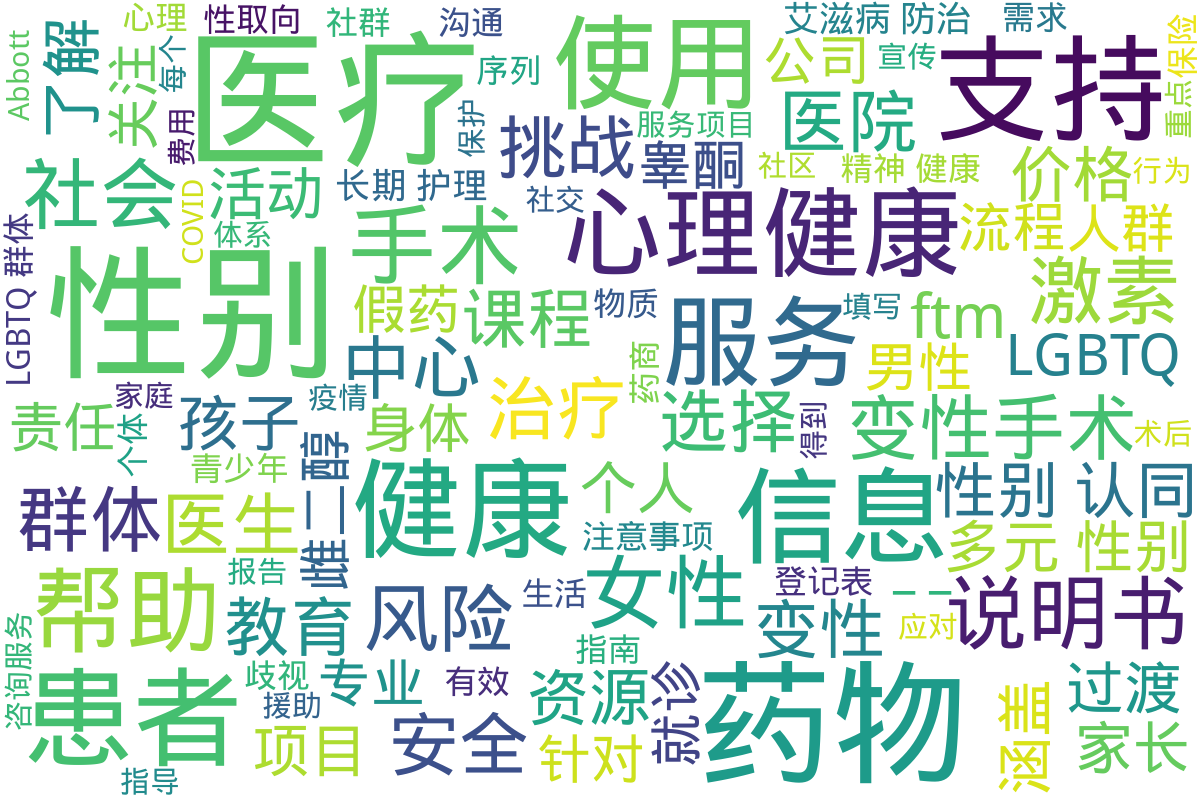 心理
性取向
社群
沟通
艾滋病 防治
需求
Abbott
了解
关注
每个
医疗
序列
使用
公司
宣传
支持
重点
保险
费用
保护
挑战
服务项目
医院
睾酮
社区
精神 健康
价格
行为
社会
活动
长期 护理
社交
心理健康
流程
人群
COVID
体系
手术
LGBTQ 群体
性别
假药
课程
物质
服务
填写
ftm
激素
中心
药商
男性
LGBTQ
家庭
疫情
治疗
选择
得到
变性手术
术后
责任
个体
孩子
身体
青少年
雌二醇
健康
个人
信息
性别 认同
群体
医生
注意事项
多元 性别
帮助
报告
教育
风险
生活
女性
登记表
变性
应对
-- --
说明书
咨询服务
患者
歧视
专业
有效
指南
资源
就诊
药物
过渡
涵盖
援助
项目
安全
针对
家长
指导